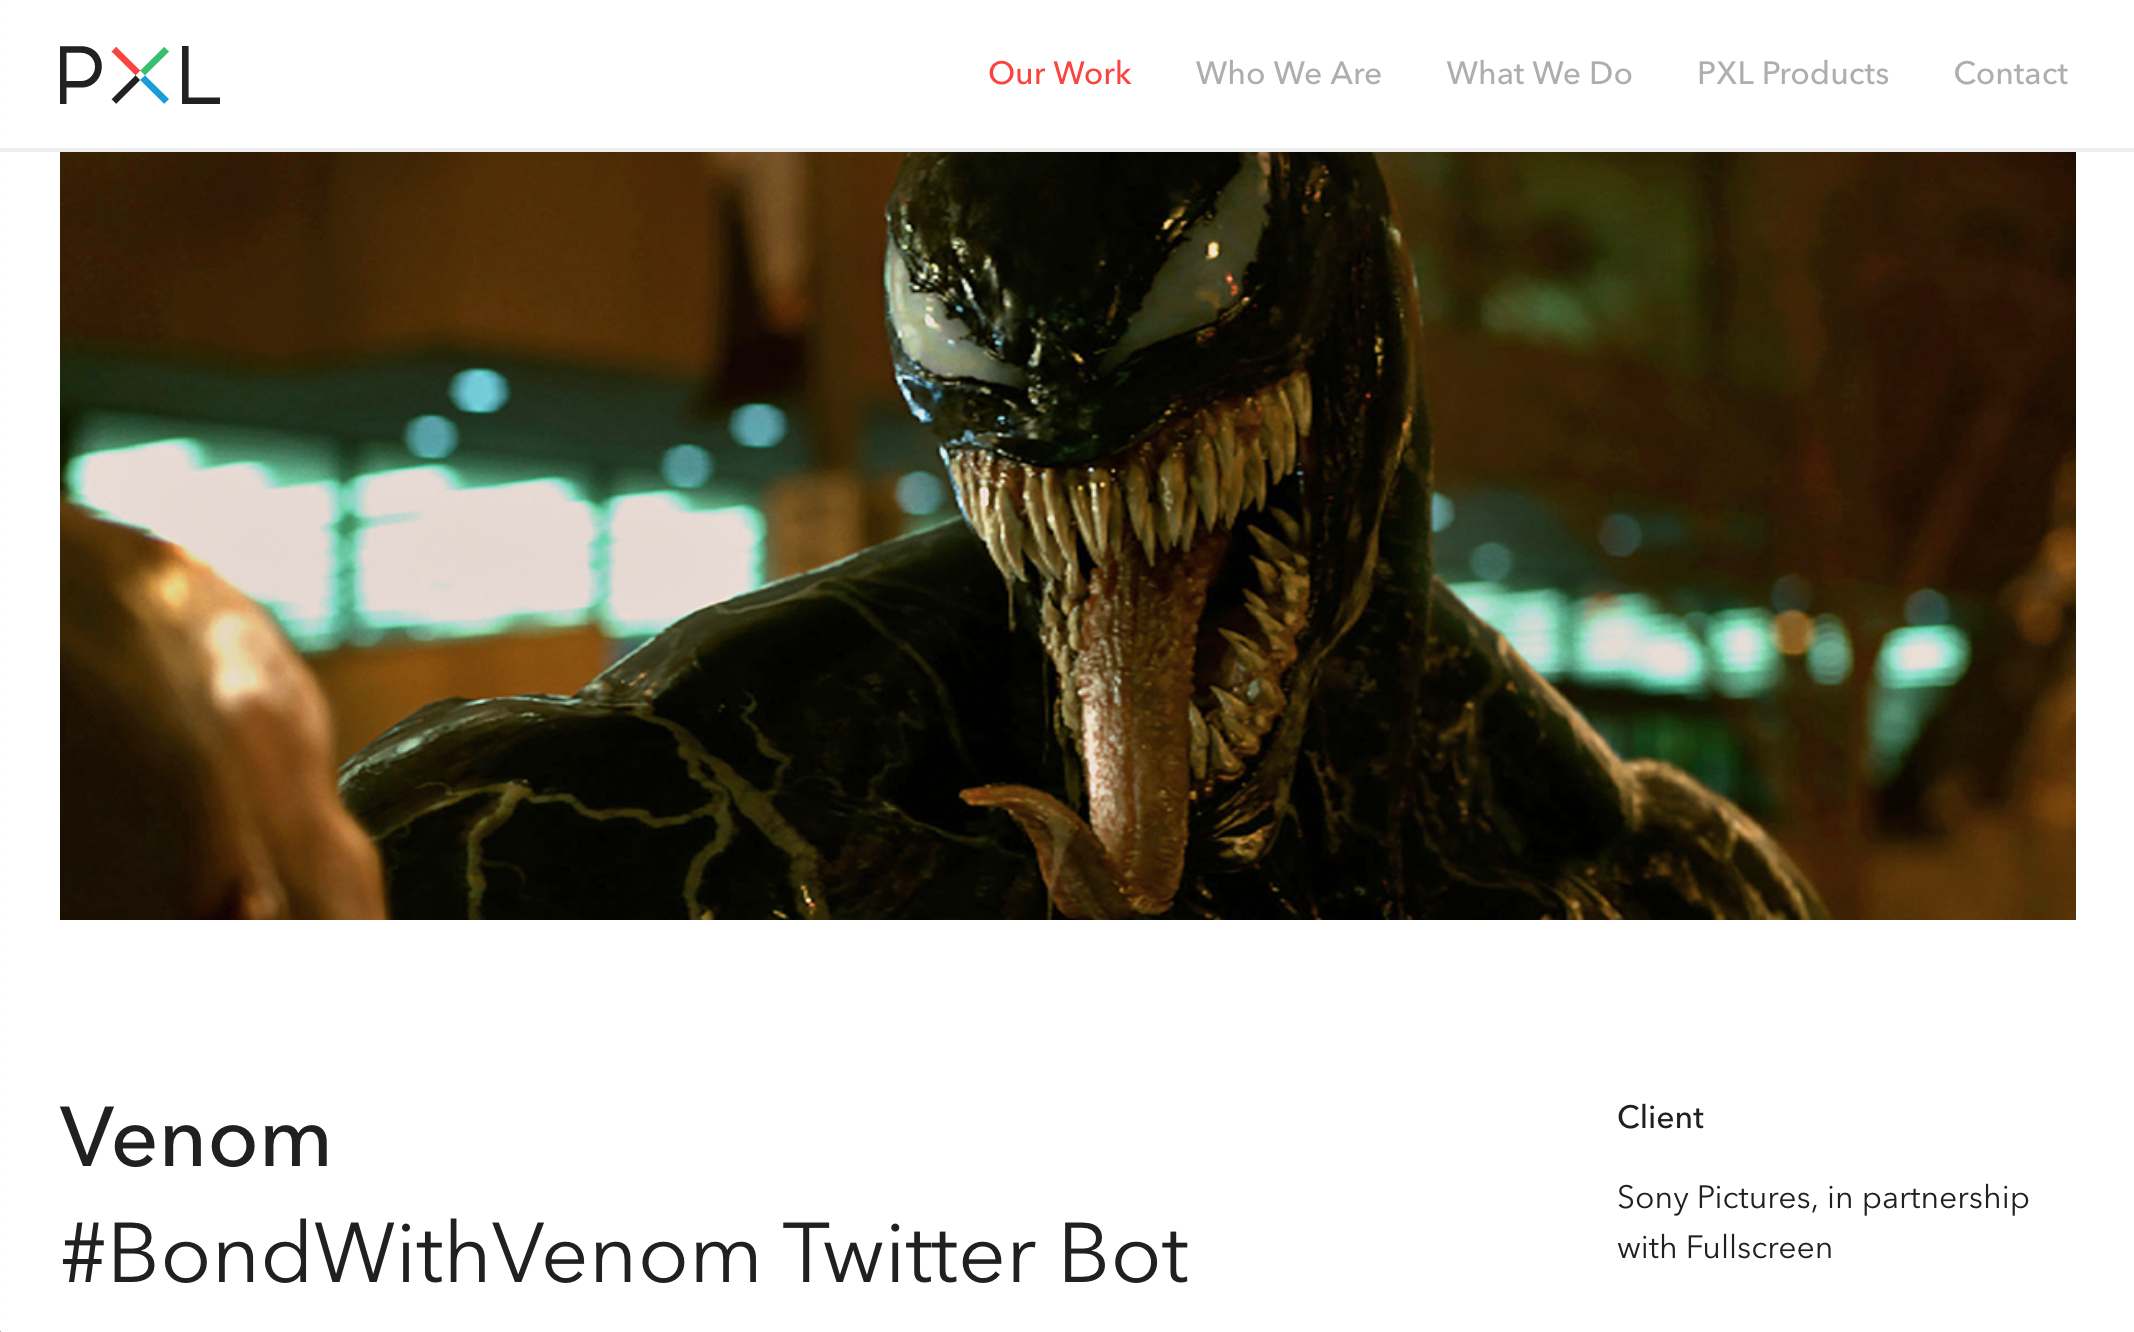 PXL
Our Work Who We Are What We Do PXL Products Contact
Venom
#BondWithVenom Twitter Bot
Client
Sony Pictures, in partnership
with Fullscreen